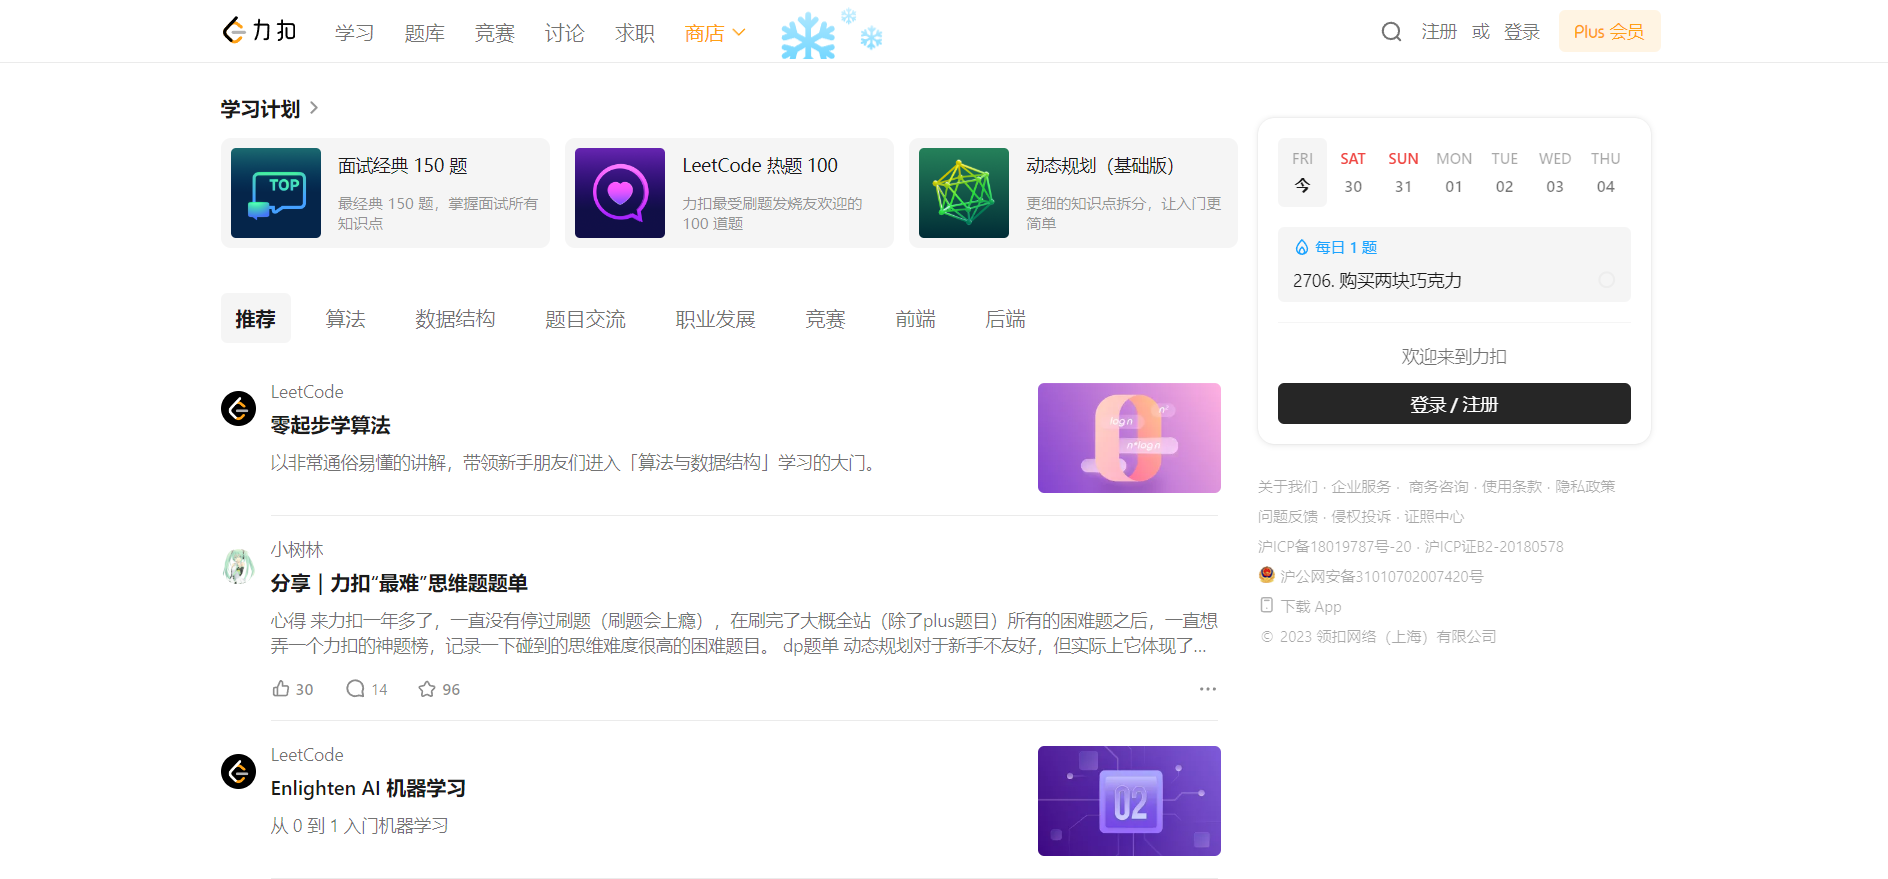 力扣 学习 题库 竞赛 讨论 求职 商店 注册 或 登录 Plus 会员
学习计划
TOP
面试经典 150 题
最经典 150 题，掌握面试所有
知识点
LeetCode 热题 100
力扣最受刷题发烧友欢迎的
100 道题
动态规划（基础版）
更细的知识点拆分，让入门更
简单
推荐 算法 数据结构 题目交流 职业发展 竞赛 前端 后端
LeetCode
零起步学算法
以非常通俗易懂的讲解，带领新手朋友们进入「算法与数据结构」学习的大门。
n²
log n
n*log n
小树林
分享｜力扣“最难”思维题题单
心得 来力扣一年多了，一直没有停过刷题（刷题会上瘾），在刷完了大概全站（除了plus题目）所有的困难题之后，一直想
弄一个力扣的神题榜，记录一下碰到的思维难度很高的困难题目。 dp题单 动态规划对于新手不友好，但实际上它体现了...
30 14 96
LeetCode
Enlighten AI 机器学习
从 0 到 1 入门机器学习
02
FRI SAT SUN MON TUE WED THU
今 30 31 01 02 03 04
每日 1 题
2706. 购买两块巧克力
欢迎来到力扣
登录 / 注册
关于我们 · 企业服务 · 商务咨询 · 使用条款 · 隐私政策
问题反馈 · 侵权投诉 · 证照中心
沪ICP备18019787号-20 · 沪ICP证B2-20180578
沪公网安备31010702007420号
下载 App
© 2023 领扣网络（上海）有限公司